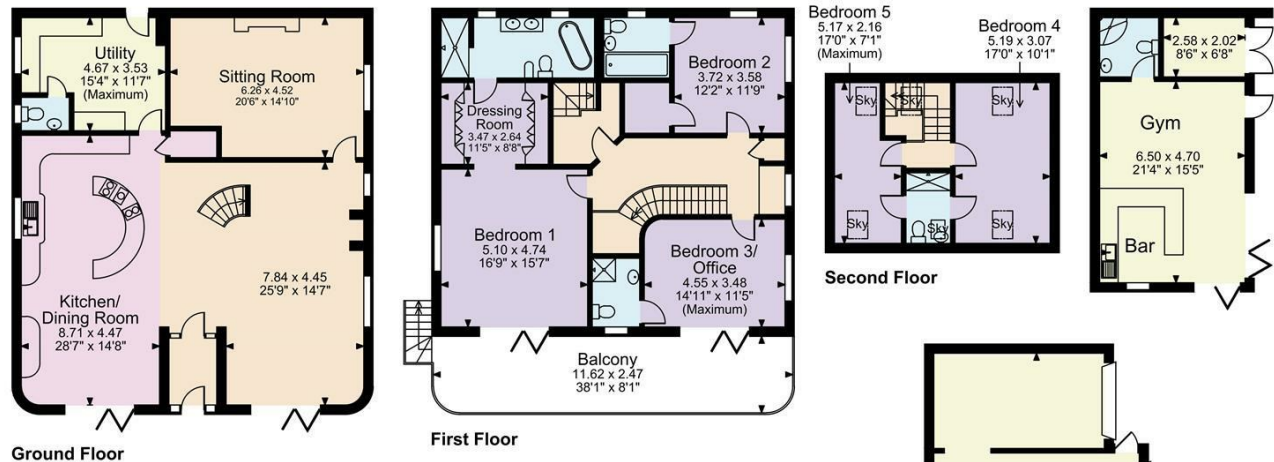 Utility
4.67 x 3.53
15'4" x 11'7"
(Maximum)
Sitting Room
6.26 x 4.52
20'6" x 14'10"
Kitchen/
Dining Room
8.71 x 4.47
28'7" x 14'8"
7.84 x 4.45
25'9" x 14'7"
Ground Floor
Dressing
Room
3.47 x 2.64
11'5" x 8'8"
Bedroom 2
3.72 x 3.58
12'2" x 11'9"
Bedroom 1
5.10 x 4.74
16'9" x 15'7"
Bedroom 3/
Office
4.55 x 3.48
14'11" x 11'5"
(Maximum)
Balcony
11.62 x 2.47
38'1" x 8'1"
First Floor
Bedroom 5
5.17 x 2.16
17'0" x 7'1"
(Maximum)
Bedroom 4
5.19 x 3.07
17'0" x 10'1"
Sky
Sky
Sky
Sky
Sky
Sky
Second Floor
2.58 x 2.02
8'6" x 6'8"
Gym
6.50 x 4.70
21'4" x 15'5"
Bar